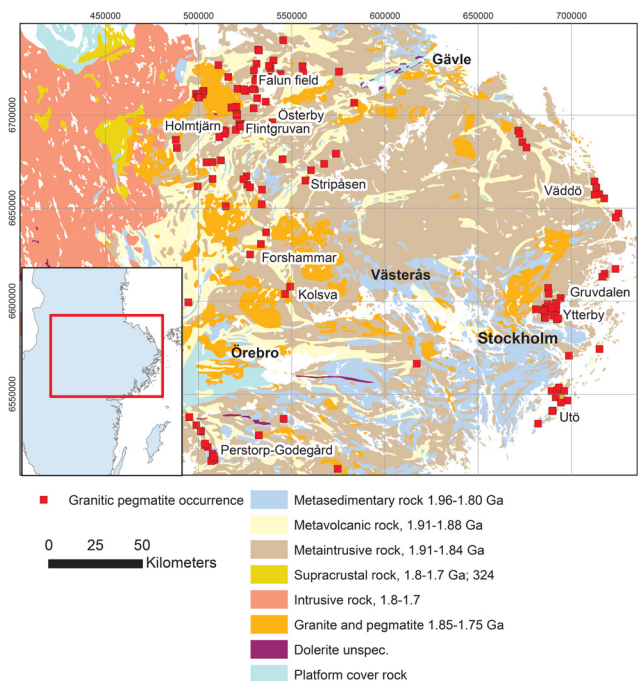 450000 500000 550000 600000 650000 700000
6700000
6650000
6600000
6550000
Gävle
Falun field
Österby
Holmtjärn
Flintgruvan
Stripåsen
Väddö
Forshammar
Västerås
Kolsva
Gruvdalen
Ytterby
Örebro
Stockholm
Utö
Perstorp-Godegård
Granitic pegmatite occurrence
0 25 50
Kilometers
Metasedimentary rock 1.96-1.80 Ga
Metavolcanic rock, 1.91-1.88 Ga
Metaintrusive rock, 1.91-1.84 Ga
Supracrustal rock, 1.8-1.7 Ga; 324
Intrusive rock, 1.8-1.7
Granite and pegmatite 1.85-1.75 Ga
Dolerite unspec.
Platform cover rock